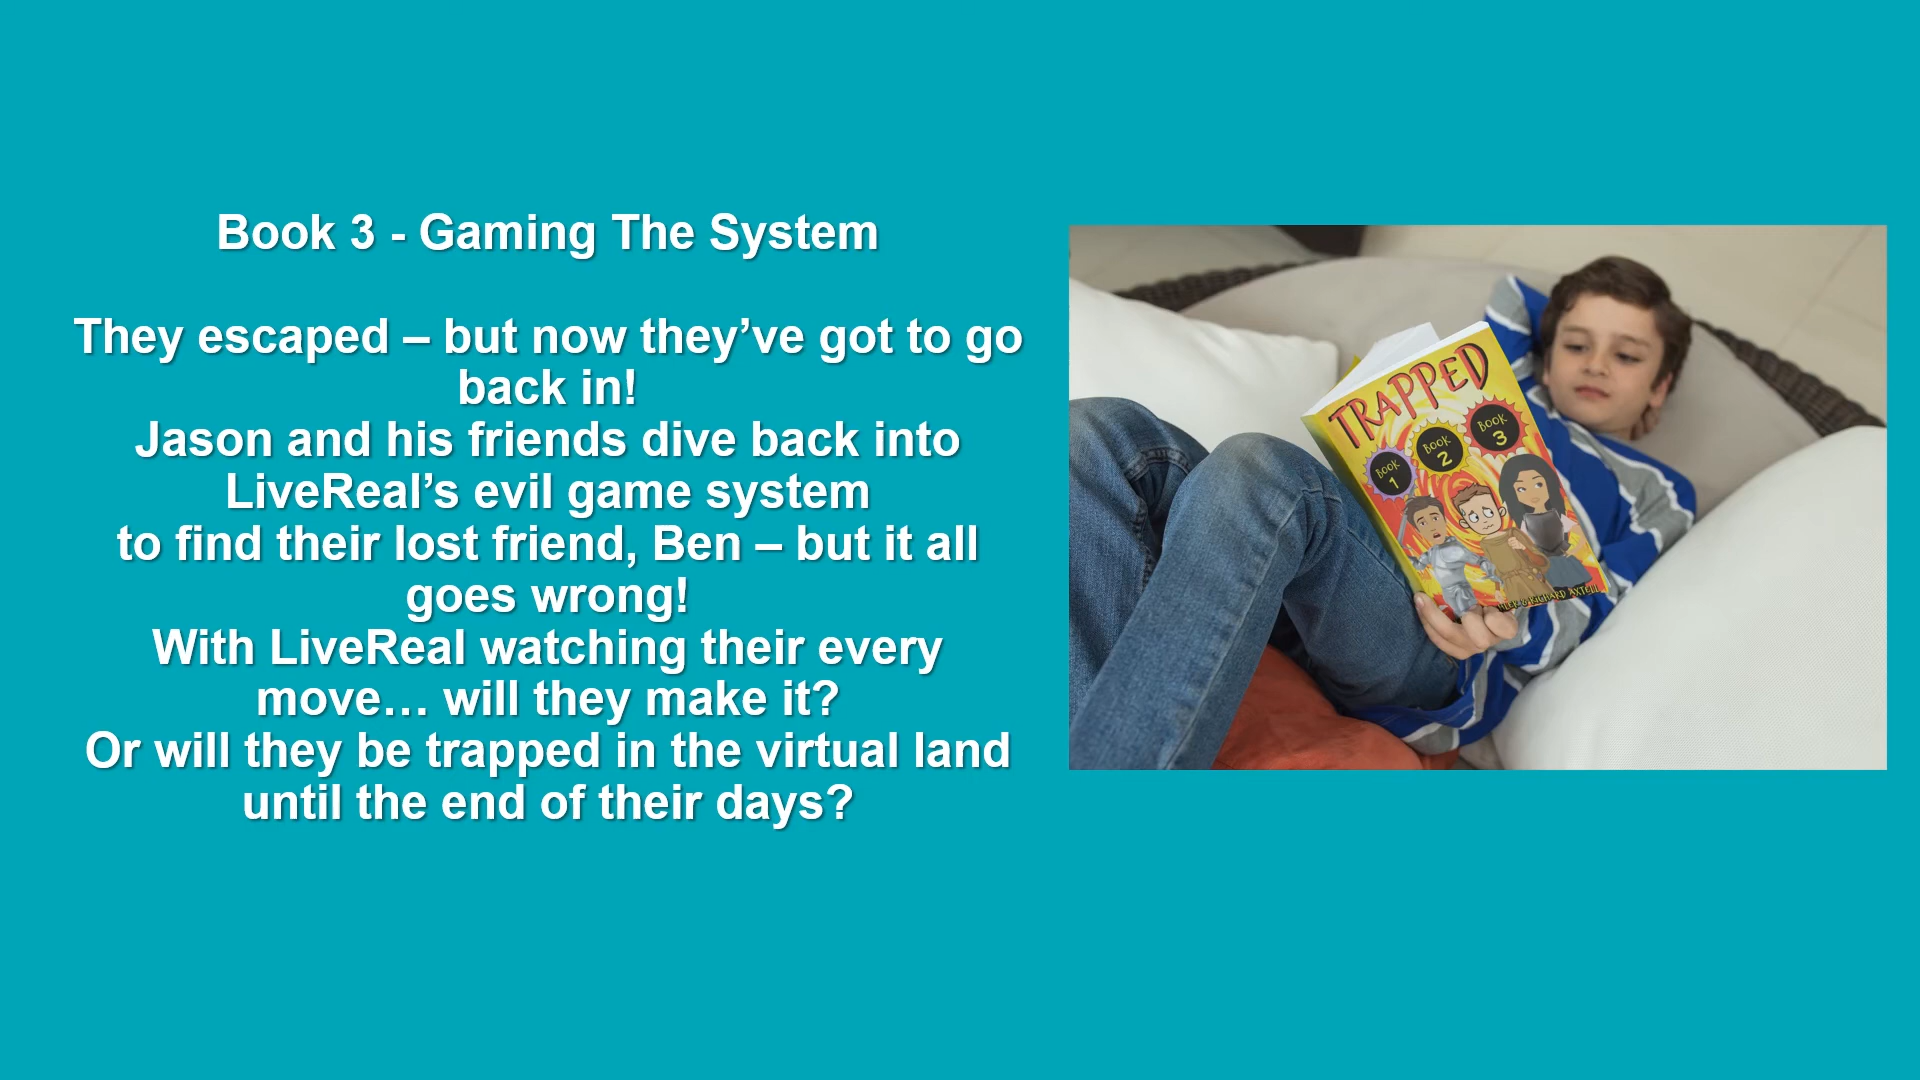 Book 3 - Gaming The System
They escaped – but now they’ve got to go
back in!
Jason and his friends dive back into
LiveReal’s evil game system
to find their lost friend, Ben – but it all
goes wrong!
With LiveReal watching their every
move… will they make it?
Or will they be trapped in the virtual land
until the end of their days?
TRAPPED
BOOK
1
BOOK
2
BOOK
3
& RICHARD AXTELL